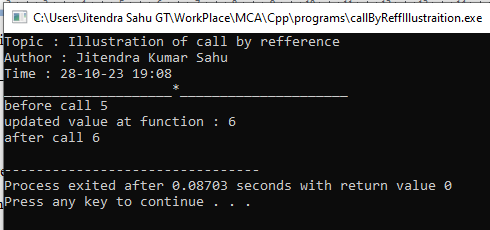 C:\Users\Jitendra Sahu GT\WorkPlace\MCA\Cpp\programs\callByReffIllustraition.exe
Topic : Illustration of call by refference
Author : Jitendra Kumar Sahu
Time : 28-10-23 19:08
_____________________*_____________________
before call 5
updated value at function : 6
after call 6
--------------------------------
Process exited after 0.08703 seconds with return value 0
Press any key to continue . . .